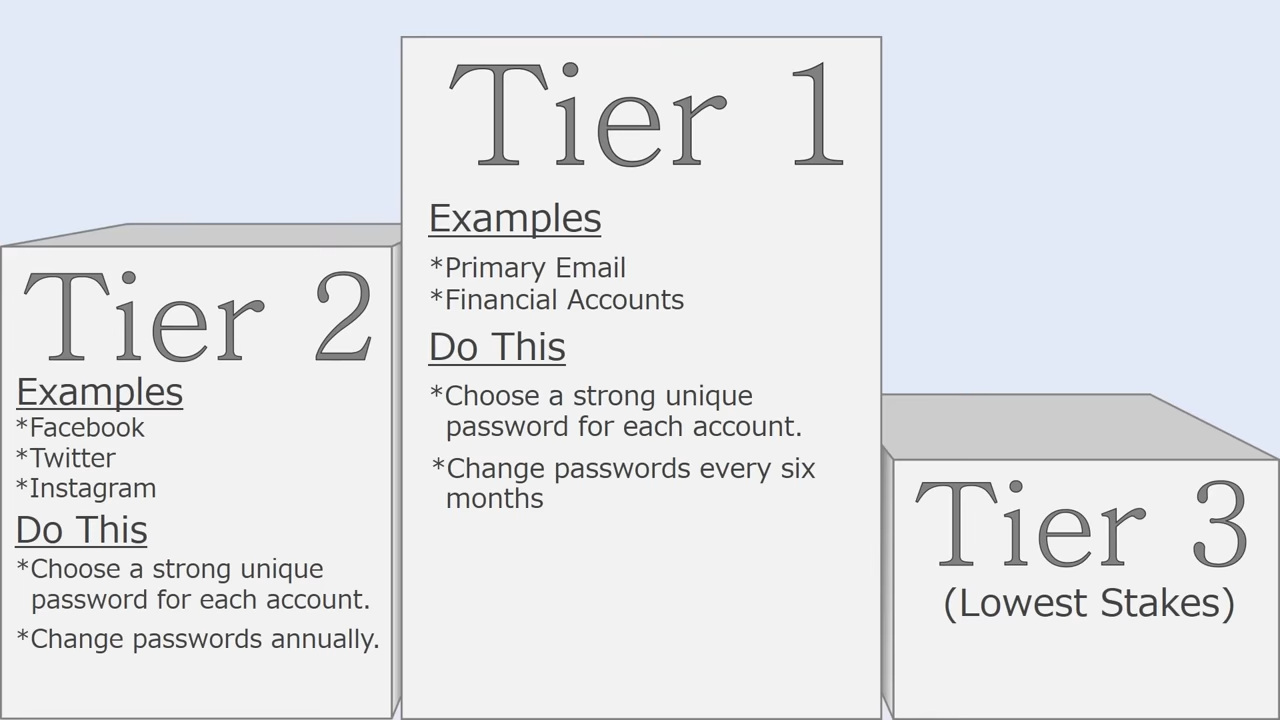 Tier 1
Examples
*Primary Email
*Financial Accounts
Do This
*Choose a strong unique
password for each account.
*Change passwords every six
months
Tier 2
Examples
*Facebook
*Twitter
*Instagram
Do This
*Choose a strong unique
password for each account.
*Change passwords annually.
Tier 3
(Lowest Stakes)